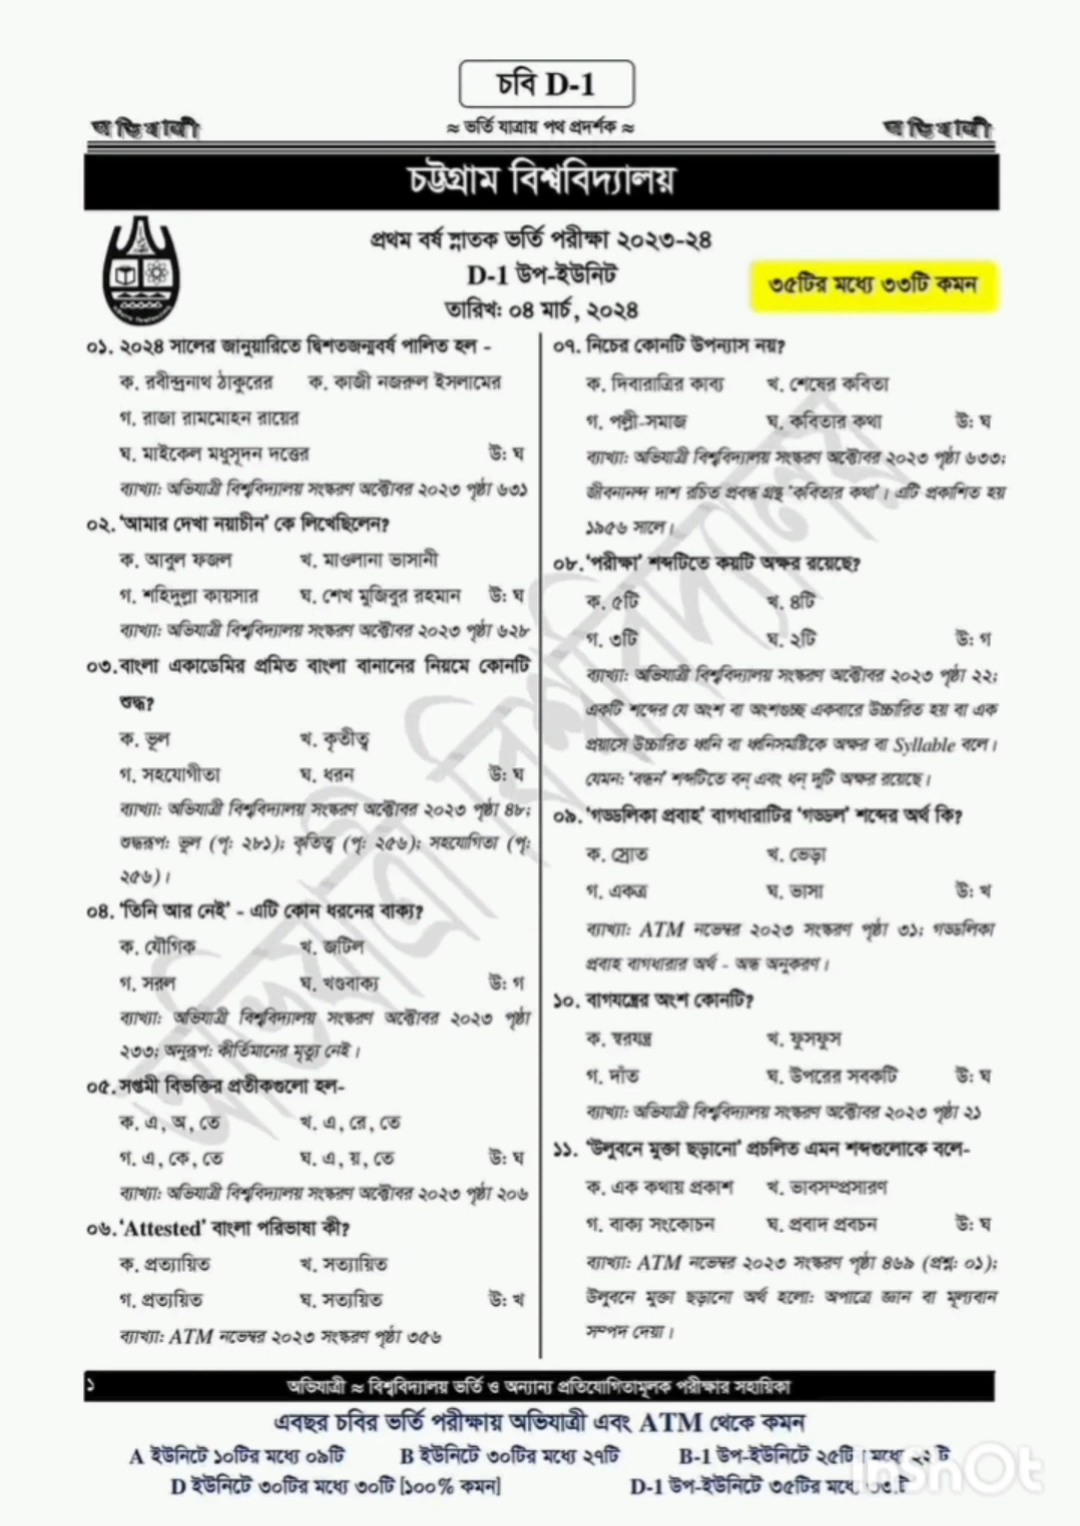 চবি D-1
অভিযাত্রী
≈ ভর্তি যাত্রায় পথ প্রদর্শক ≈
অভিযাত্রী
চট্টগ্রাম বিশ্ববিদ্যালয়
প্রথম বর্ষ স্নাতক ভর্তি পরীক্ষা ২০২৩-২৪
D-1 উপ-ইউনিট
তারিখ: ০৪ মার্চ, ২০২৪
৩৫টির মধ্যে ৩৩টি কমন
০১. ২০২৪ সালের জানুয়ারিতে দ্বিশতজন্মবর্ষ পালিত হল -
ক. রবীন্দ্রনাথ ঠাকুরের ক. কাজী নজরুল ইসলামের
গ. রাজা রামমোহন রায়ের
ঘ. মাইকেল মধুসূদন দত্তের উ: ঘ
ব্যাখ্যা: অভিযাত্রী বিশ্ববিদ্যালয় সংস্করণ অক্টোবর ২০২৩ পৃষ্ঠা ৬৩১
০২. 'আমার দেখা নয়াচীন' কে লিখেছিলেন?
ক. আবুল ফজল খ. মাওলানা ভাসানী
গ. শহিদুল্লা কায়সার ঘ. শেখ মুজিবুর রহমান উ: ঘ
ব্যাখ্যা: অভিযাত্রী বিশ্ববিদ্যালয় সংস্করণ অক্টোবর ২০২৩ পৃষ্ঠা ৬২৮
০৩. বাংলা একাডেমির প্রমিত বাংলা বানানের নিয়মে কোনটি
শুদ্ধ?
ক. ভূল খ. কৃতীত্ব
গ. সহযোগীতা ঘ. ধরন উ: ঘ
ব্যাখ্যা: অভিযাত্রী বিশ্ববিদ্যালয় সংস্করণ অক্টোবর ২০২৩ পৃষ্ঠা ৪৮;
শুদ্ধরূপ: ভুল (পৃ: ২৮১); কৃতিত্ব (পৃ: ২৫৬); সহযোগিতা (পৃ:
২৫৬)।
০৪. 'তিনি আর নেই' - এটি কোন ধরনের বাক্য?
ক. যৌগিক খ. জটিল
গ. সরল ঘ. খণ্ডবাক্য উ: গ
ব্যাখ্যা: অভিযাত্রী বিশ্ববিদ্যালয় সংস্করণ অক্টোবর ২০২৩ পৃষ্ঠা
২৩৩; অনুরূপ: কীর্তিমানের মৃত্যু নেই।
০৫. সপ্তমী বিভক্তির প্রতীকগুলো হল-
ক. এ, অ, তে খ. এ, রে, তে
গ. এ, কে, তে ঘ. এ, য়, তে উ: ঘ
ব্যাখ্যা: অভিযাত্রী বিশ্ববিদ্যালয় সংস্করণ অক্টোবর ২০২৩ পৃষ্ঠা ২০৬
০৬. 'Attested' বাংলা পরিভাষা কী?
ক. প্রত্যায়িত খ. সত্যায়িত
গ. প্রত্যয়িত ঘ. সত্যয়িত উ: খ
ব্যাখ্যা: ATM নভেম্বর ২০২৩ সংস্করণ পৃষ্ঠা ৩৫৬
০৭. নিচের কোনটি উপন্যাস নয়?
ক. দিবারাত্রির কাব্য খ. শেষের কবিতা
গ. পল্লী-সমাজ ঘ. কবিতার কথা উ: ঘ
ব্যাখ্যা: অভিযাত্রী বিশ্ববিদ্যালয় সংস্করণ অক্টোবর ২০২৩ পৃষ্ঠা ৬৩৩;
জীবনানন্দ দাশ রচিত প্রবন্ধ গ্রন্থ 'কবিতার কথা'। এটি প্রকাশিত হয়
১৯৫৬ সালে।
০৮. 'পরীক্ষা' শব্দটিতে কয়টি অক্ষর রয়েছে?
ক. ৫টি খ. ৪টি
গ. ৩টি ঘ. ২টি উ: গ
ব্যাখ্যা: অভিযাত্রী বিশ্ববিদ্যালয় সংস্করণ অক্টোবর ২০২৩ পৃষ্ঠা ২২;
একটি শব্দের যে অংশ বা অংশগুচ্ছ একবারে উচ্চারিত হয় বা এক
প্রয়াসে উচ্চারিত ধ্বনি বা ধ্বনিসমষ্টিকে অক্ষর বা Syllable বলে।
যেমন: 'বন্ধন' শব্দটিতে বন্ এবং ধন্ দুটি অক্ষর রয়েছে।
০৯. 'গড্ডলিকা প্রবাহ' বাগধারাটির 'গড্ডল' শব্দের অর্থ কি?
ক. স্রোত খ. ভেড়া
গ. একত্র ঘ. ভাসা উ: খ
ব্যাখ্যা: ATM নভেম্বর ২০২৩ সংস্করণ পৃষ্ঠা ৩১; গড্ডলিকা
প্রবাহ বাগধারার অর্থ - অন্ধ অনুকরণ।
১০. বাগযন্ত্রের অংশ কোনটি?
ক. স্বরযন্ত্র খ. ফুসফুস
গ. দাঁত ঘ. উপরের সবকটি উ: ঘ
ব্যাখ্যা: অভিযাত্রী বিশ্ববিদ্যালয় সংস্করণ অক্টোবর ২০২৩ পৃষ্ঠা ২১
১১. 'উলুবনে মুক্তা ছড়ানো' প্রচলিত এমন শব্দগুলোকে বলে-
ক. এক কথায় প্রকাশ খ. ভাবসম্প্রসারণ
গ. বাক্য সংকোচন ঘ. প্রবাদ প্রবচন উ: ঘ
ব্যাখ্যা: ATM নভেম্বর ২০২৩ সংস্করণ পৃষ্ঠা ৪৬৯ (প্রশ্ন: ০১);
উলুবনে মুক্তা ছড়ানো অর্থ হলো: অপাত্রে জ্ঞান বা মূল্যবান
সম্পদ দেয়া।
অভিযাত্রী বিশ্ববিদ্যালয়
১ অভিযাত্রী ≈ বিশ্ববিদ্যালয় ভর্তি ও অন্যান্য প্রতিযোগিতামূলক পরীক্ষার সহায়িকা
এবছর চবির ভর্তি পরীক্ষায় অভিযাত্রী এবং ATM থেকে কমন
A ইউনিটে ১০টির মধ্যে ০৯টি B ইউনিটে ৩০টির মধ্যে ২৭টি B-1 উপ-ইউনিটে ২৫টি মধ্যে ২২টি
D ইউনিটে ৩০টির মধ্যে ৩০টি [১০০% কমন] D-1 উপ-ইউনিটে ৩৫টির মধ্যে
InShOt